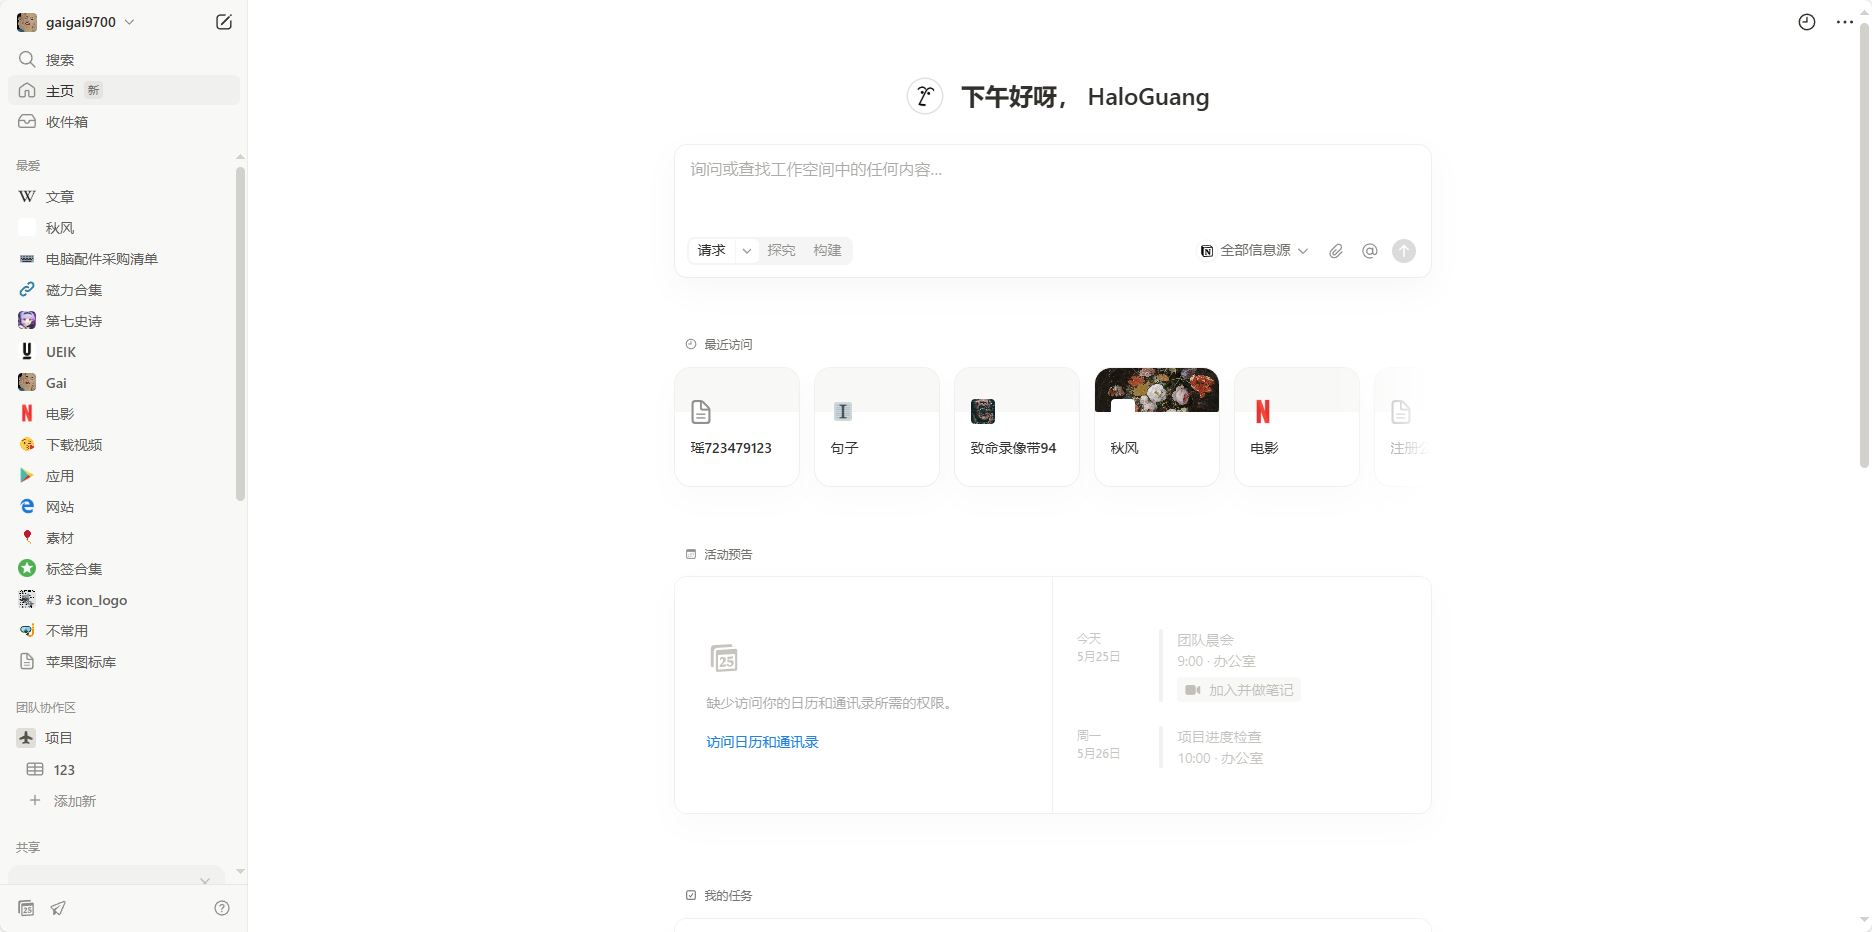 gaigai9700
搜索
主页 新
收件箱
最爱
文章
秋风
电脑配件采购清单
磁力合集
第七史诗
UEIK
Gai
电影
下载视频
应用
网站
素材
标签合集
#3 icon_logo
不常用
苹果图标库
团队协作区
项目
123
添加新
共享
下午好呀， HaloGuang
询问或查找工作空间中的任何内容...
请求 探究 构建
全部信息源
最近访问
瑶723479123
句子
致命录像带94
秋风
电影
注册
活动预告
缺少访问你的日历和通讯录所需的权限。
访问日历和通讯录
今天
5月25日
团队晨会
9:00 · 办公室
加入并做笔记
周一
5月26日
项目进度检查
10:00 · 办公室
我的任务